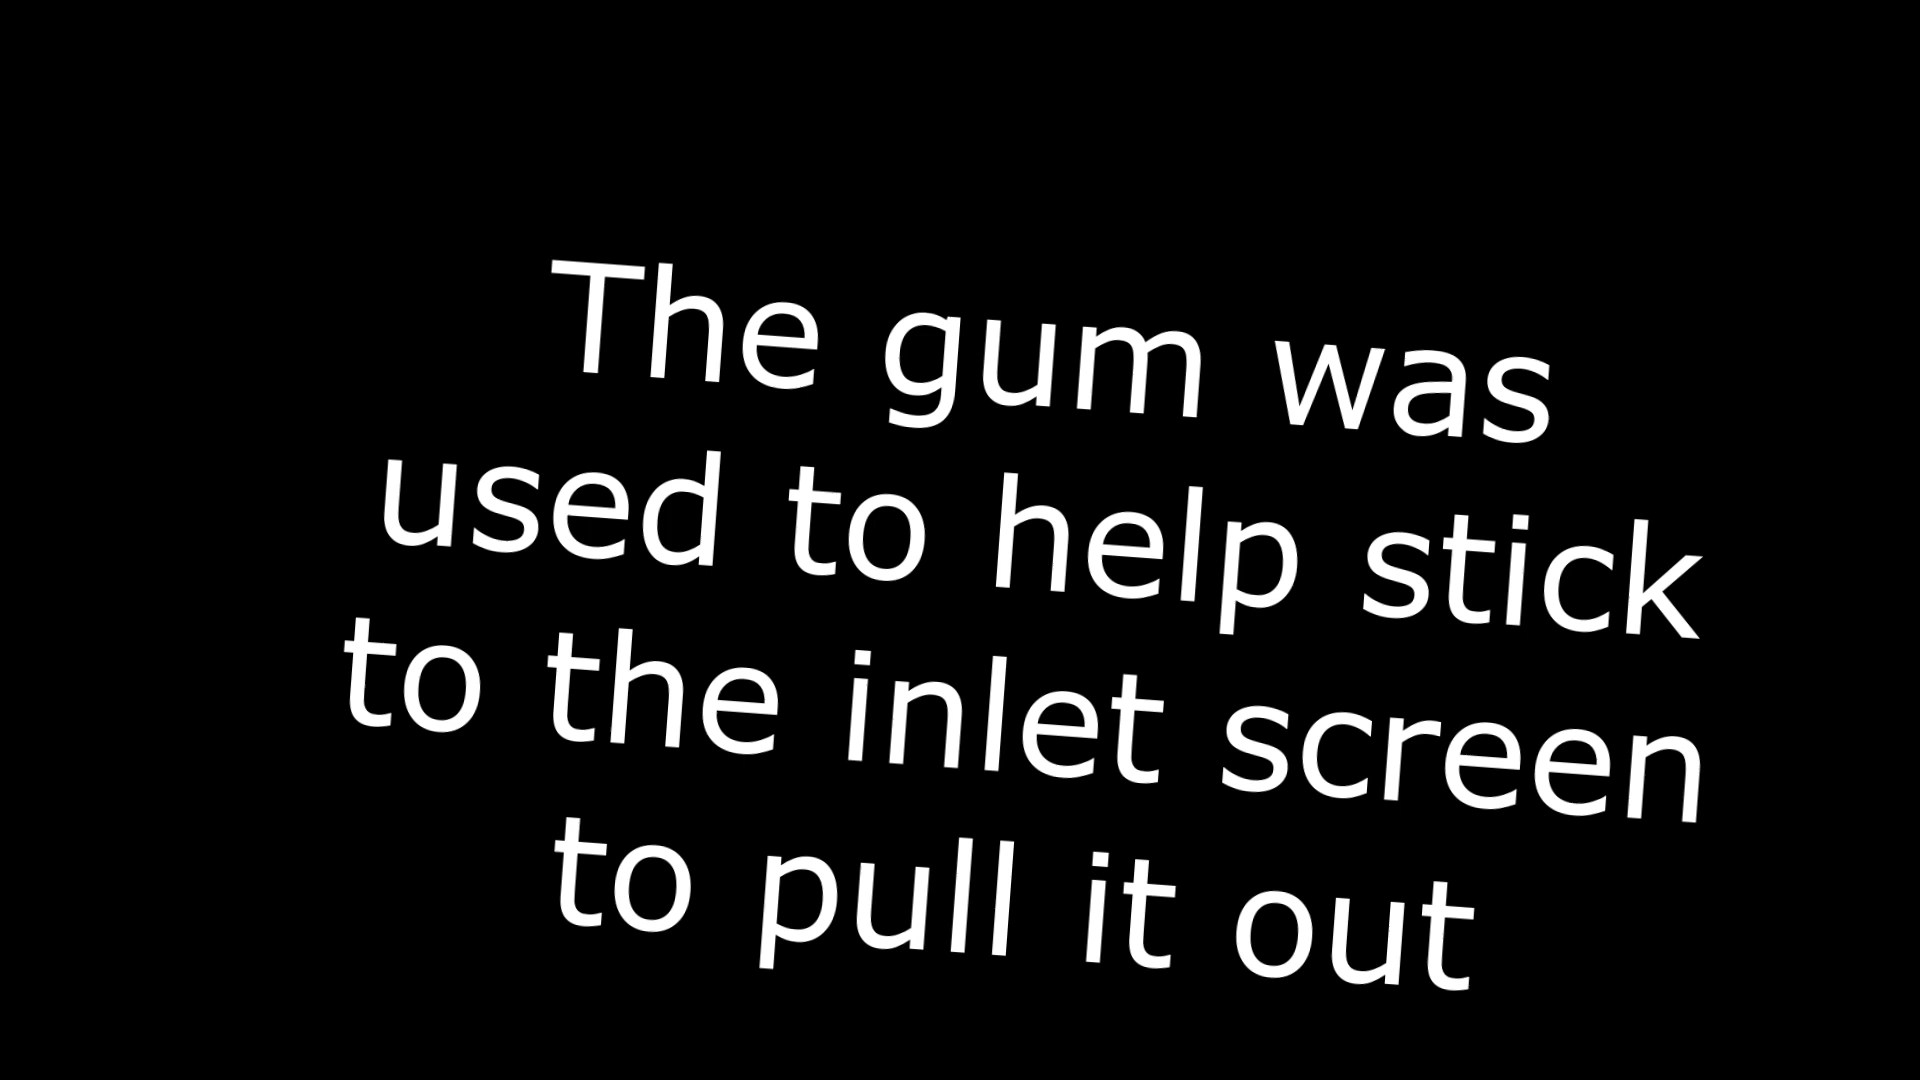 The gum was
used to help stick
to the inlet screen
to pull it out